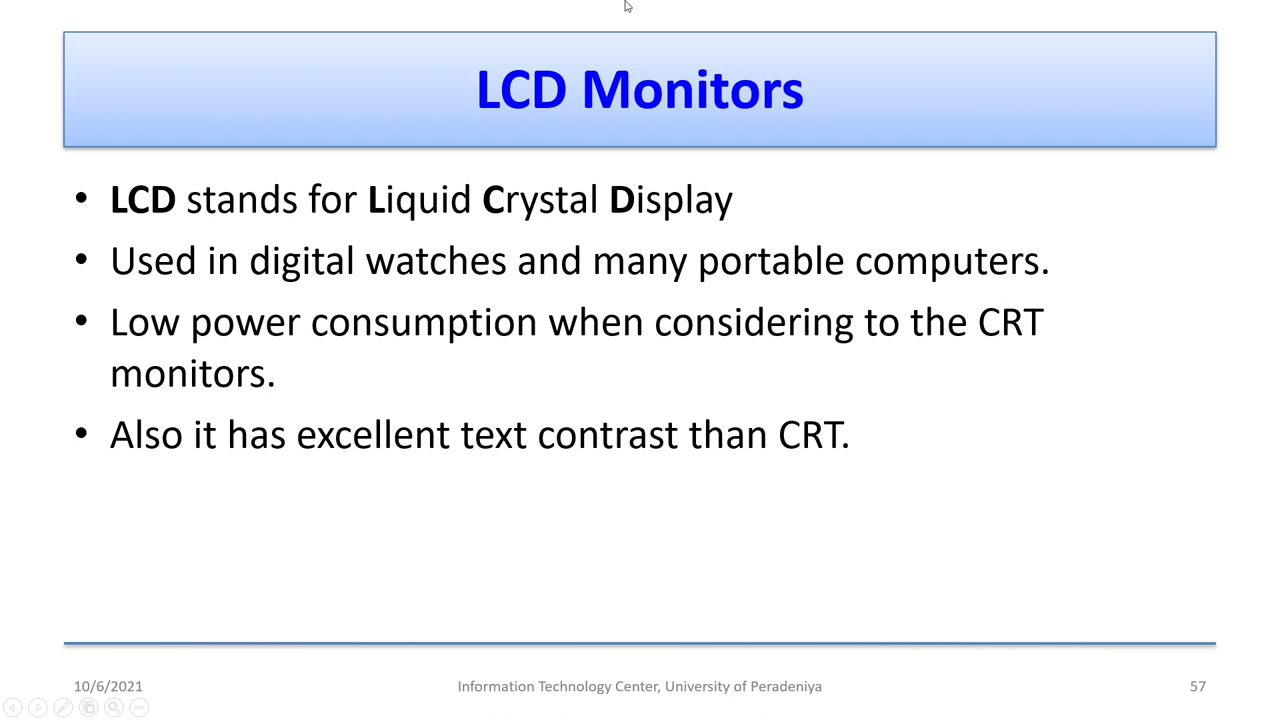 LCD Monitors
• LCD stands for Liquid Crystal Display
• Used in digital watches and many portable computers.
• Low power consumption when considering to the CRT
monitors.
• Also it has excellent text contrast than CRT.
10/6/2021
Information Technology Center, University of Peradeniya
57